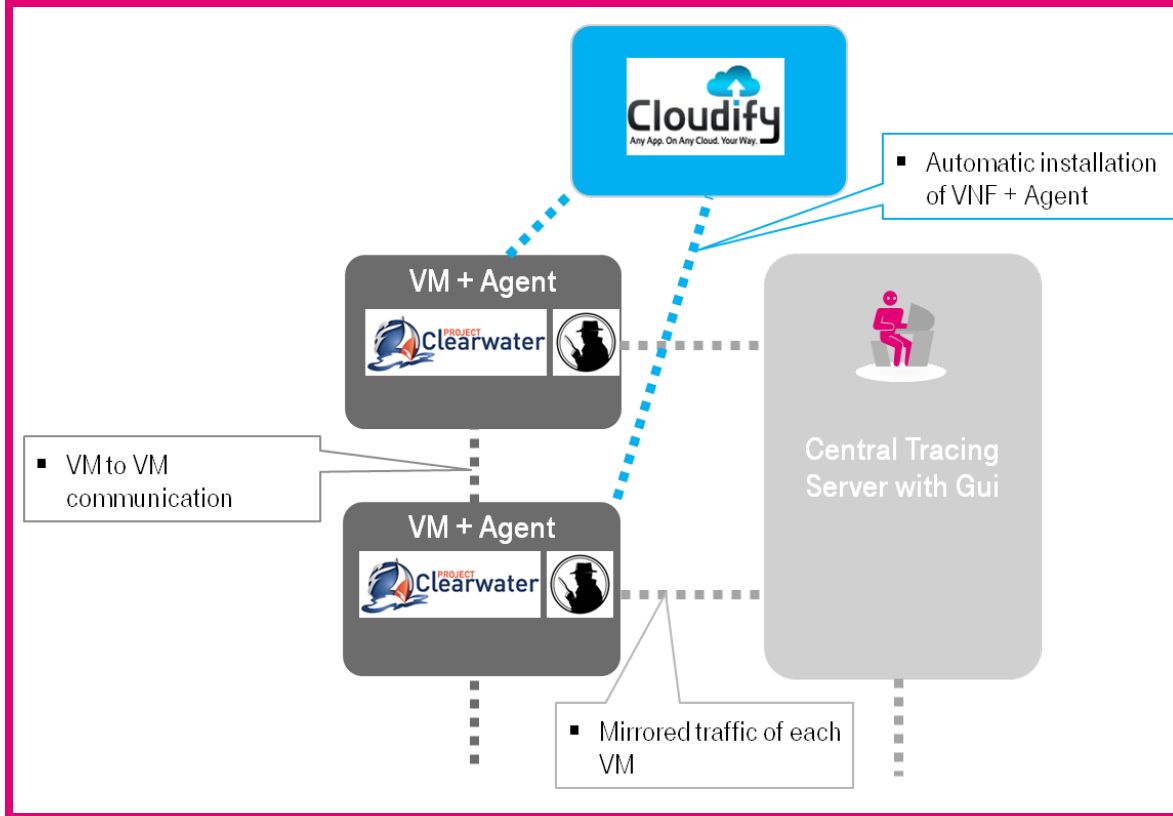 Cloudify
Any App. On Any Cloud. Your Way.
▪ Automatic installation
of VNF + Agent
VM + Agent
PROJECT
Clearwater
Central Tracing
Server with Gui
▪ VM to VM
communication
VM + Agent
PROJECT
Clearwater
▪ Mirrored traffic of each
VM